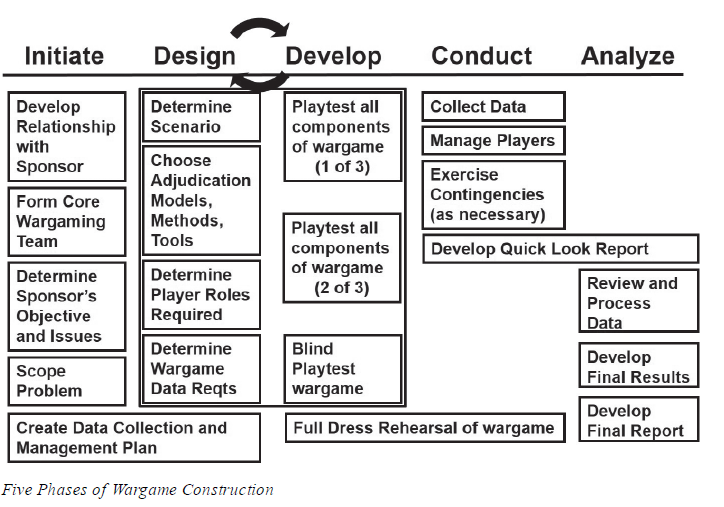 Initiate Design Develop Conduct Analyze
Develop
Relationship
with
Sponsor
Form Core
Wargaming
Team
Determine
Sponsor's
Objective
and Issues
Scope
Problem
Create Data Collection and
Management Plan
Determine
Scenario
Choose
Adjudication
Models,
Methods,
Tools
Determine
Player Roles
Required
Determine
Wargame
Data Reqts
Playtest all
components
of wargame
(1 of 3)
Playtest all
components
of wargame
(2 of 3)
Blind
Playtest
wargame
Full Dress Rehearsal of wargame
Collect Data
Manage Players
Exercise
Contingencies
(as necessary)
Develop Quick Look Report
Review and
Process
Data
Develop
Final Results
Develop
Final Report
Five Phases of Wargame Construction